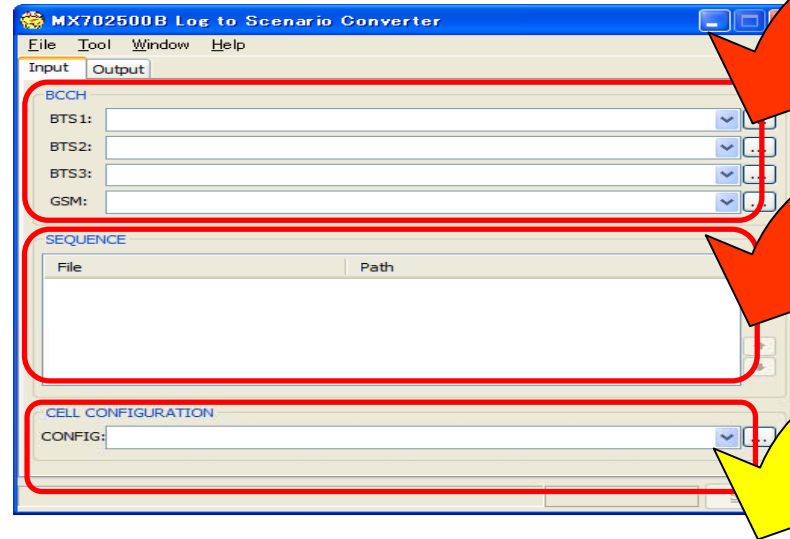 MX702500B Log to Scenario Converter
File Tool Window Help
Input Output
BCCH
BTS1: ...
BTS2: ...
BTS3: ...
GSM: ...
SEQUENCE
File Path
CELL CONFIGURATION
CONFIG: ...